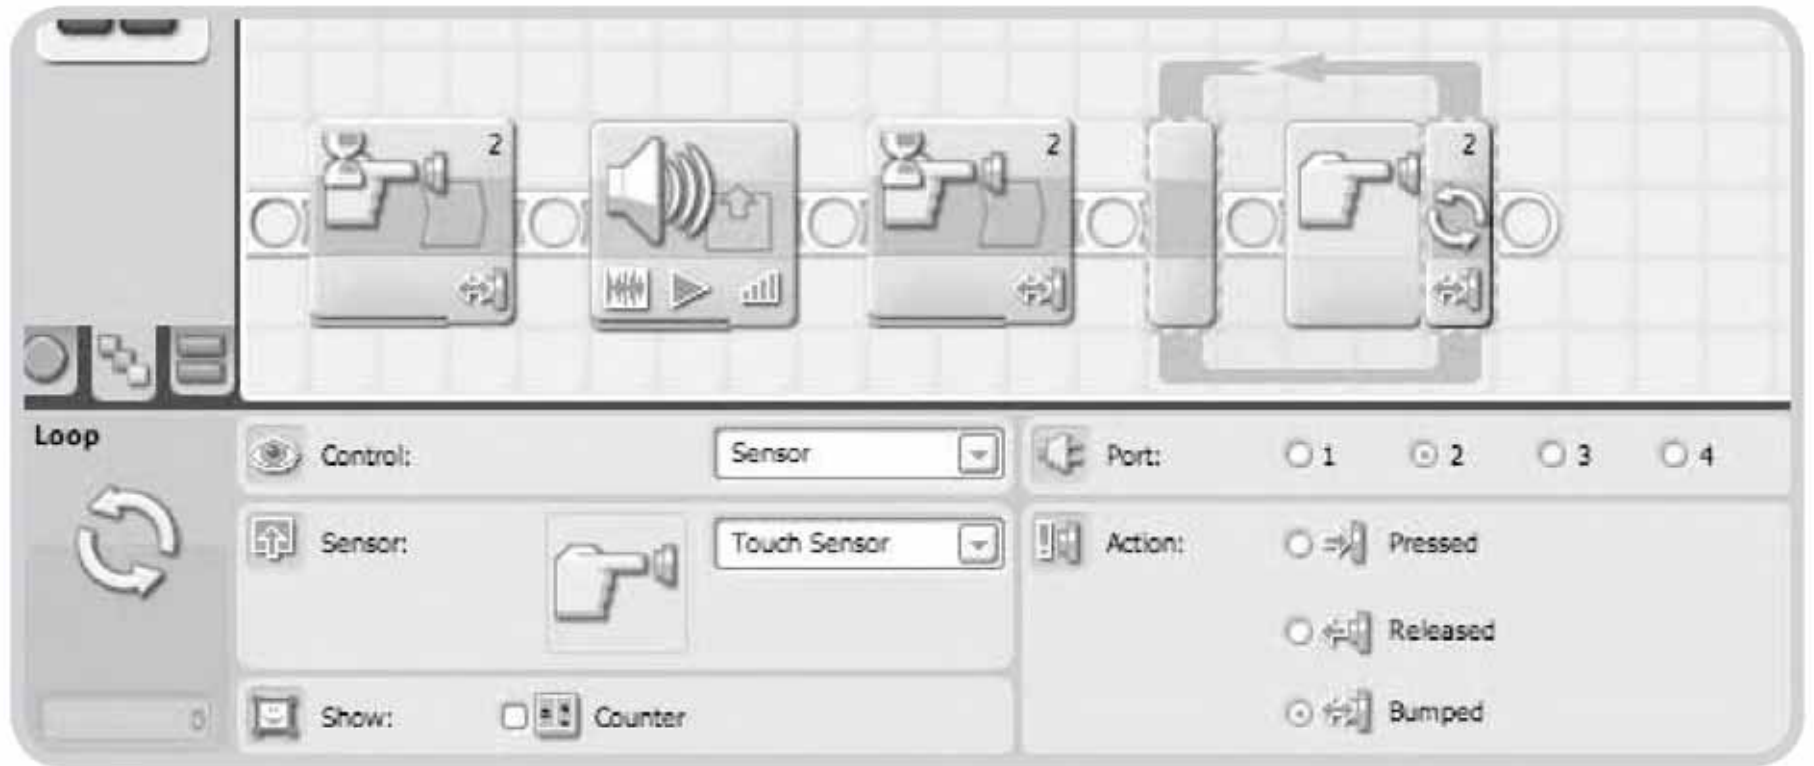 2
2
2
Loop
Control:
Sensor
Port:
1
2
3
4
Sensor:
Touch Sensor
Action:
Pressed
Released
Show:
Counter
Bumped
0